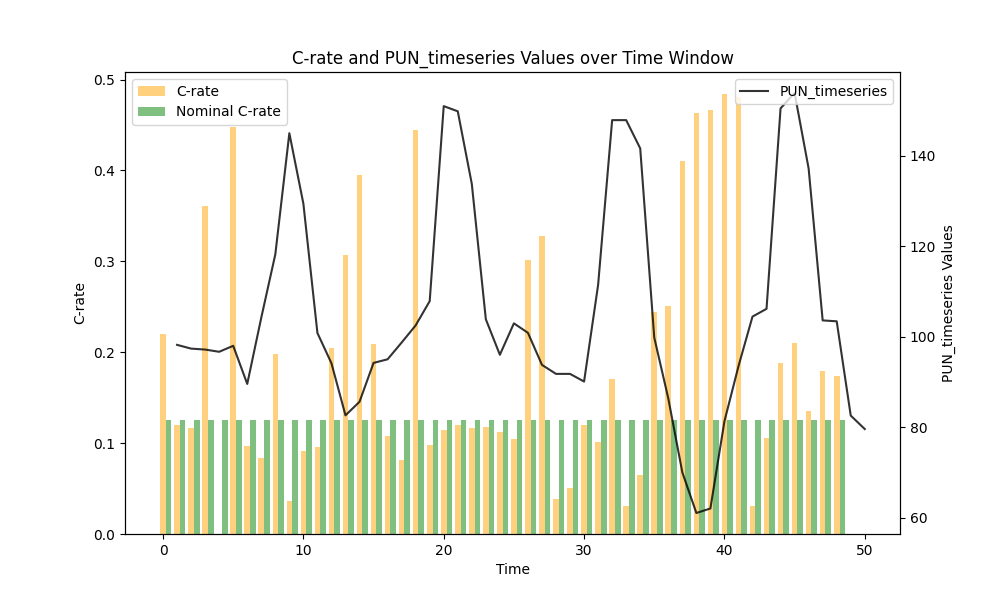 C-rate and PUN_timeseries Values over Time Window
C-rate
Nominal C-rate
PUN_timeseries
0.5
0.4
0.3
0.2
0.1
0.0
C-rate
140
120
100
80
60
PUN_timeseries Values
0
10
20
30
40
50
Time